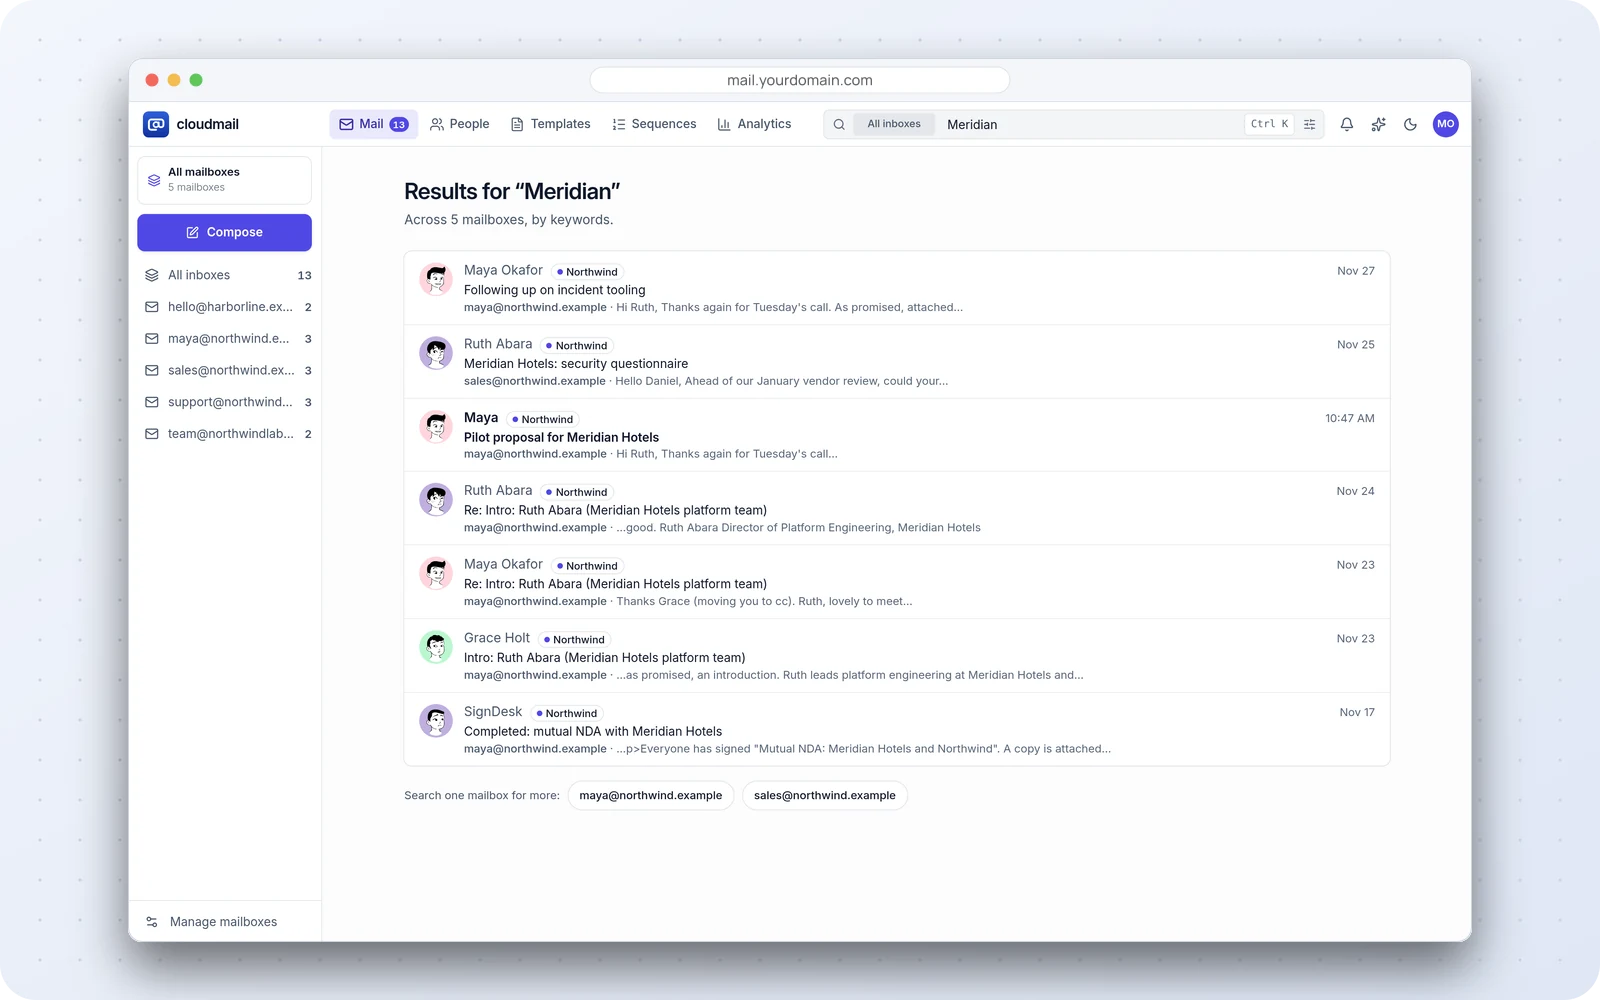 mail.yourdomain.com
cloudmail
Mail 13
People
Templates
Sequences
Analytics
All inboxes
Meridian
Ctrl K
MO
All mailboxes
5 mailboxes
Compose
All inboxes 13
hello@harborline.ex... 2
maya@northwind.e... 3
sales@northwind.ex... 3
support@northwind... 3
team@northwindlab... 2
Manage mailboxes
Results for “Meridian”
Across 5 mailboxes, by keywords.
Maya Okafor Northwind Nov 27
Following up on incident tooling
maya@northwind.example · Hi Ruth, Thanks again for Tuesday's call. As promised, attached...
Ruth Abara Northwind Nov 25
Meridian Hotels: security questionnaire
sales@northwind.example · Hello Daniel, Ahead of our January vendor review, could your...
Maya Northwind 10:47 AM
Pilot proposal for Meridian Hotels
maya@northwind.example · Hi Ruth, Thanks again for Tuesday's call...
Ruth Abara Northwind Nov 24
Re: Intro: Ruth Abara (Meridian Hotels platform team)
maya@northwind.example · ...good. Ruth Abara Director of Platform Engineering, Meridian Hotels
Maya Okafor Northwind Nov 23
Re: Intro: Ruth Abara (Meridian Hotels platform team)
maya@northwind.example · Thanks Grace (moving you to cc). Ruth, lovely to meet...
Grace Holt Northwind Nov 23
Intro: Ruth Abara (Meridian Hotels platform team)
maya@northwind.example · ...as promised, an introduction. Ruth leads platform engineering at Meridian Hotels and...
SignDesk Northwind Nov 17
Completed: mutual NDA with Meridian Hotels
maya@northwind.example · ...p>Everyone has signed "Mutual NDA: Meridian Hotels and Northwind". A copy is attached...
Search one mailbox for more: maya@northwind.example sales@northwind.example